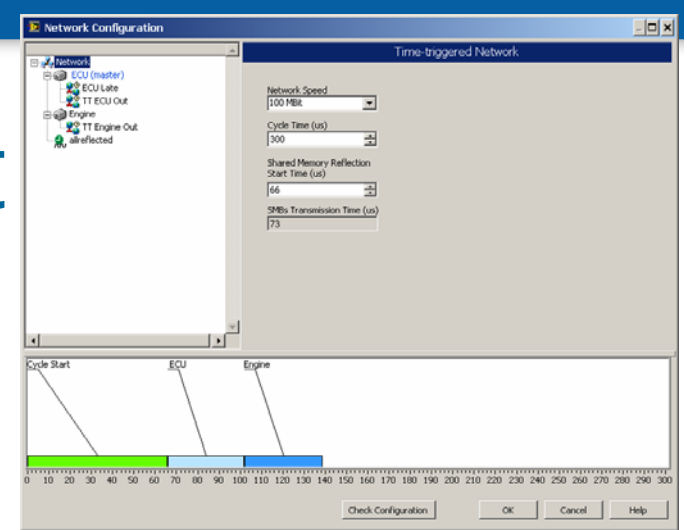 Network Configuration
Time-triggered Network
Network
ECU (master)
ECU Late
TT ECU Out
Engine
TT Engine Out
allreflected
Network Speed
100 MBit
Cycle Time (us)
300
Shared Memory Reflection
Start Time (us)
66
SMBs Transmission Time (us)
73
Cycle Start ECU Engine
0 10 20 30 40 50 60 70 80 90 100 110 120 130 140 150 160 170 180 190 200 210 220 230 240 250 260 270 280 290 300
Check Configuration OK Cancel Help